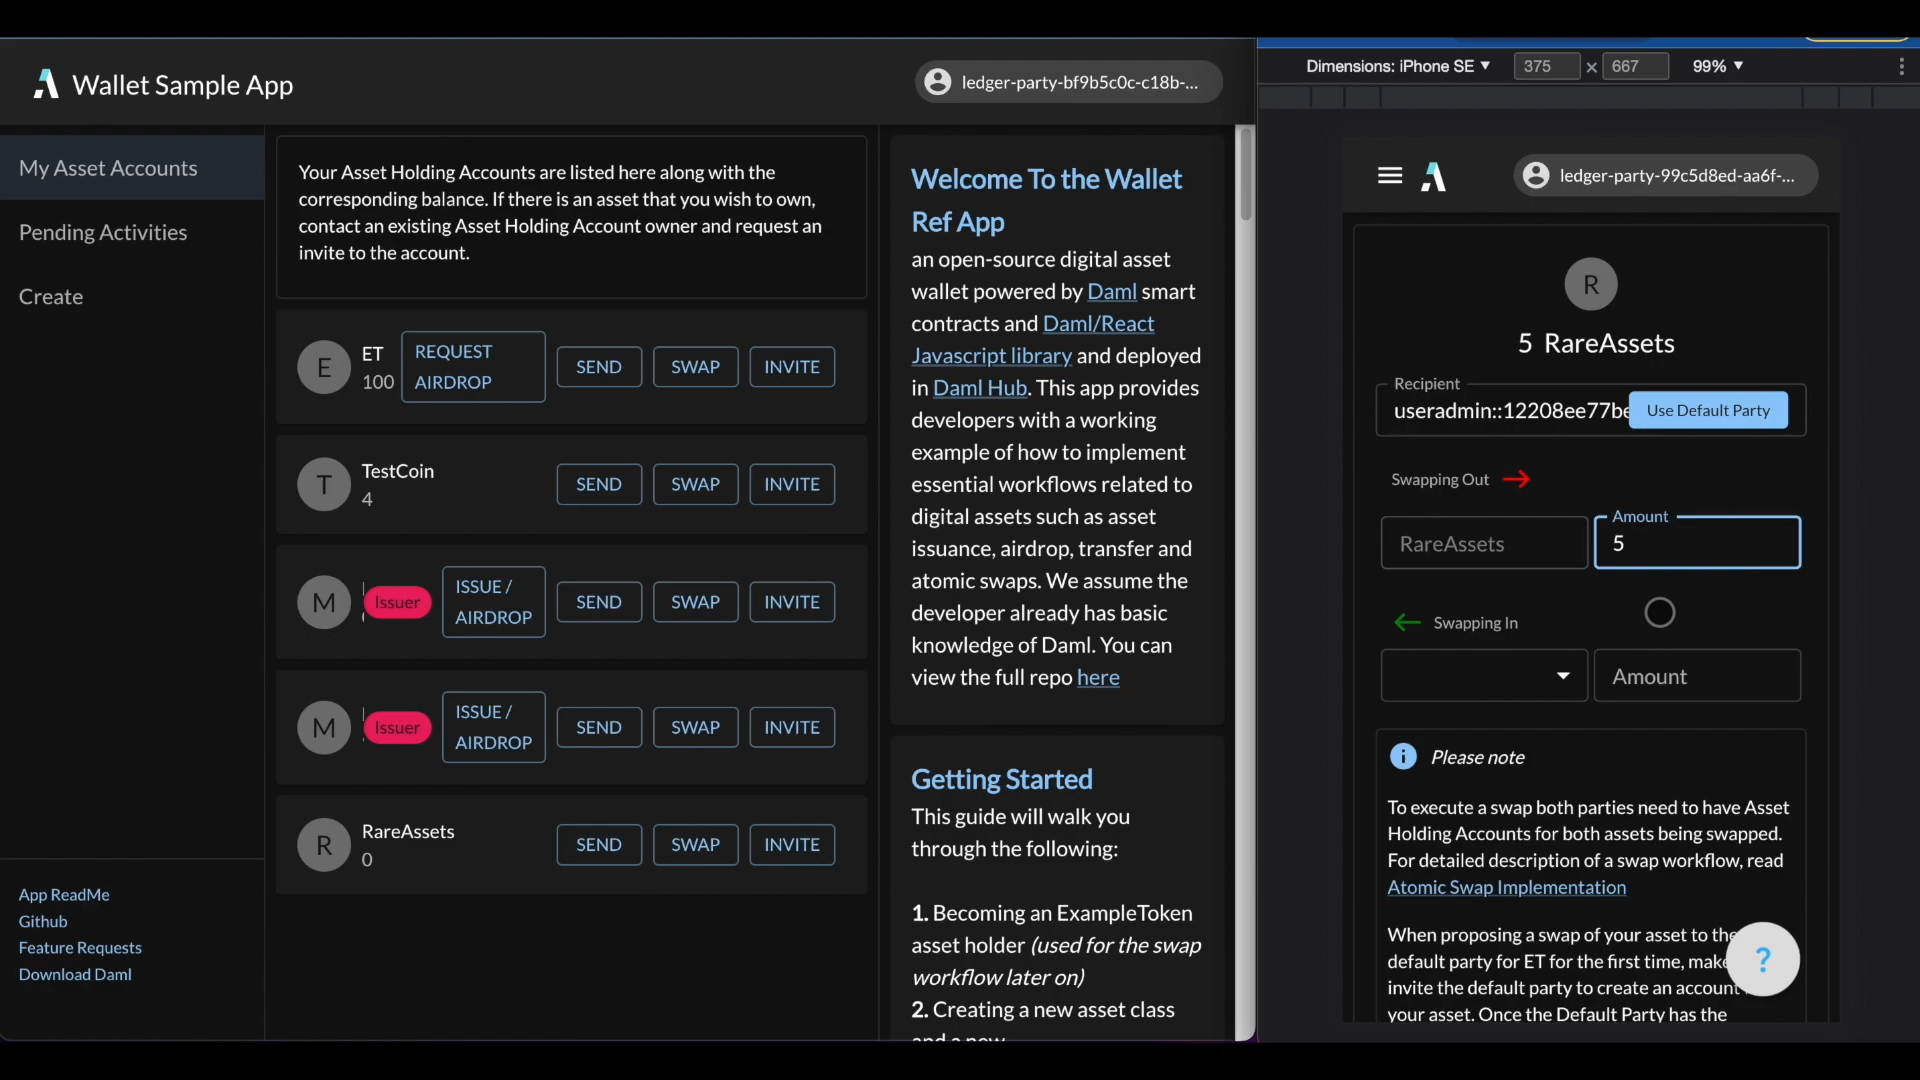 Wallet Sample App
ledger-party-bf9b5c0c-c18b-...
My Asset Accounts
Pending Activities
Create
App ReadMe
Github
Feature Requests
Download Daml
Your Asset Holding Accounts are listed here along with the
corresponding balance. If there is an asset that you wish to own,
contact an existing Asset Holding Account owner and request an
invite to the account.
E
ET
100
REQUEST
AIRDROP
SEND
SWAP
INVITE
T
TestCoin
4
SEND
SWAP
INVITE
M
Issuer
ISSUE /
AIRDROP
SEND
SWAP
INVITE
M
Issuer
ISSUE /
AIRDROP
SEND
SWAP
INVITE
R
RareAssets
0
SEND
SWAP
INVITE
Welcome To the Wallet
Ref App
an open-source digital asset
wallet powered by Daml smart
contracts and Daml/React
Javascript library and deployed
in Daml Hub. This app provides
developers with a working
example of how to implement
essential workflows related to
digital assets such as asset
issuance, airdrop, transfer and
atomic swaps. We assume the
developer already has basic
knowledge of Daml. You can
view the full repo here
Getting Started
This guide will walk you
through the following:
1. Becoming an ExampleToken
asset holder (used for the swap
workflow later on)
2. Creating a new asset class
and a new
Dimensions: iPhone SE
375 × 667
99%
ledger-party-99c5d8ed-aa6f-...
R
5 RareAssets
Recipient
useradmin::12208ee77be
Use Default Party
Swapping Out
RareAssets
Amount
5
Swapping In
Amount
Please note
To execute a swap both parties need to have Asset
Holding Accounts for both assets being swapped.
For detailed description of a swap workflow, read
Atomic Swap Implementation
When proposing a swap of your asset to the
default party for ET for the first time, make
invite the default party to create an account
your asset. Once the Default Party has the
?